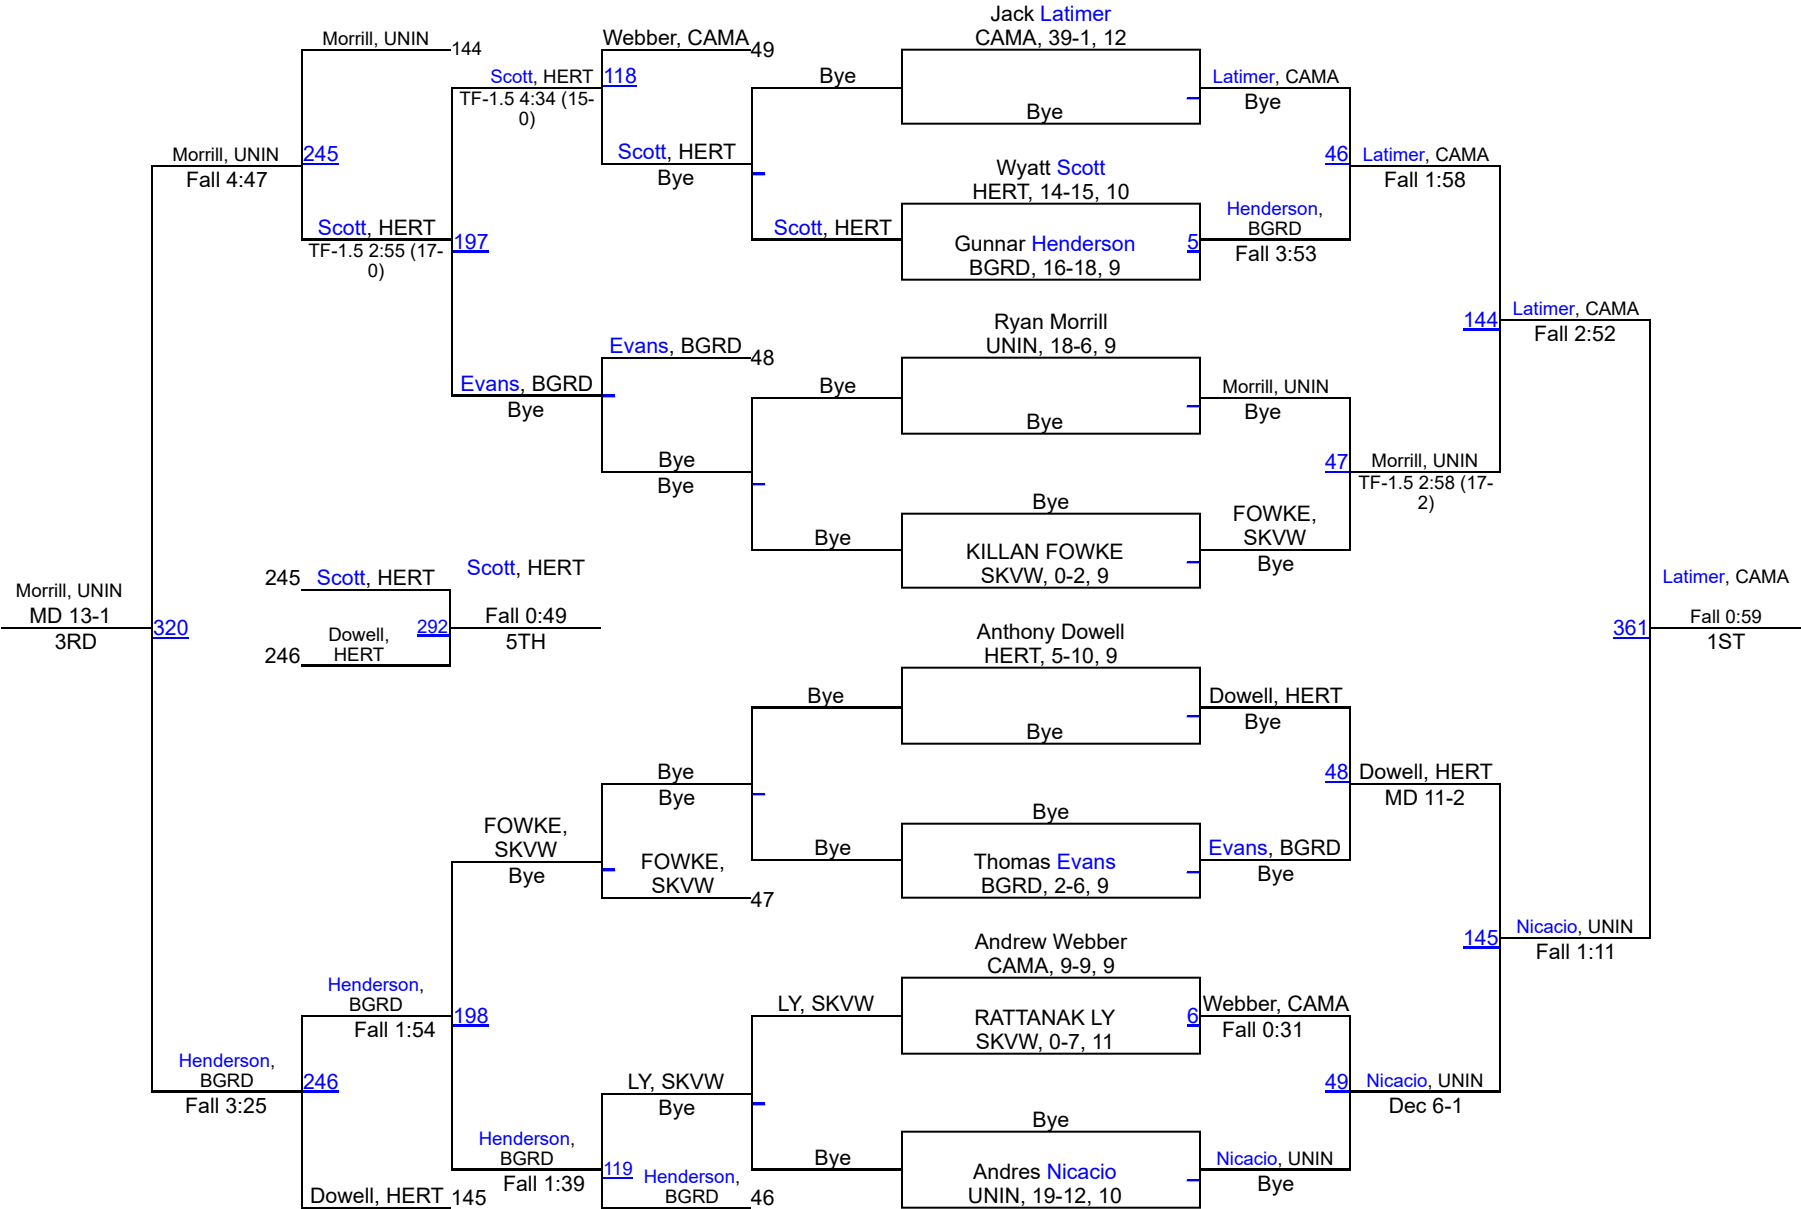 Jack Latimer
CAMA, 39-1, 12
Bye
Wyatt Scott
HERT, 14-15, 10
Gunnar Henderson
BGRD, 16-18, 9
5
Ryan Morrill
UNIN, 18-6, 9
Bye
Bye
KILLAN FOWKE
SKVW, 0-2, 9
Anthony Dowell
HERT, 5-10, 9
Bye
Bye
Thomas Evans
BGRD, 2-6, 9
Andrew Webber
CAMA, 9-9, 9
RATTANAK LY
SKVW, 0-7, 11
6
Bye
Andres Nicacio
UNIN, 19-12, 10
Latimer, CAMA
Bye
46
Henderson,
BGRD
Fall 3:53
Morrill, UNIN
Bye
47
FOWKE,
SKVW
Bye
Dowell, HERT
Bye
48
Evans, BGRD
Bye
Webber, CAMA
Fall 0:31
49
Nicacio, UNIN
Bye
Latimer, CAMA
Fall 1:58
144
Morrill, UNIN
TF-1.5 2:58 (17-
2)
Dowell, HERT
MD 11-2
145
Nicacio, UNIN
Dec 6-1
Latimer, CAMA
Fall 2:52
361
Nicacio, UNIN
Fall 1:11
Latimer, CAMA
Fall 0:59
1ST
Bye
Scott, HERT
Bye
Bye
Bye
Bye
LY, SKVW
Bye
Webber, CAMA
49
118
Scott, HERT
Bye
Evans, BGRD
48
Bye
Bye
Bye
Bye
FOWKE,
SKVW
47
LY, SKVW
Bye
119
Henderson,
BGRD
46
Scott, HERT
TF-1.5 4:34 (15-
0)
197
Evans, BGRD
Bye
FOWKE,
SKVW
Bye
198
Henderson,
BGRD
Fall 1:39
Morrill, UNIN
144
245
Scott, HERT
TF-1.5 2:55 (17-
0)
Henderson,
BGRD
Fall 1:54
246
Dowell, HERT
145
Morrill, UNIN
Fall 4:47
320
Henderson,
BGRD
Fall 3:25
Morrill, UNIN
MD 13-1
3RD
245
Scott, HERT
292
246
Dowell,
HERT
Scott, HERT
Fall 0:49
5TH